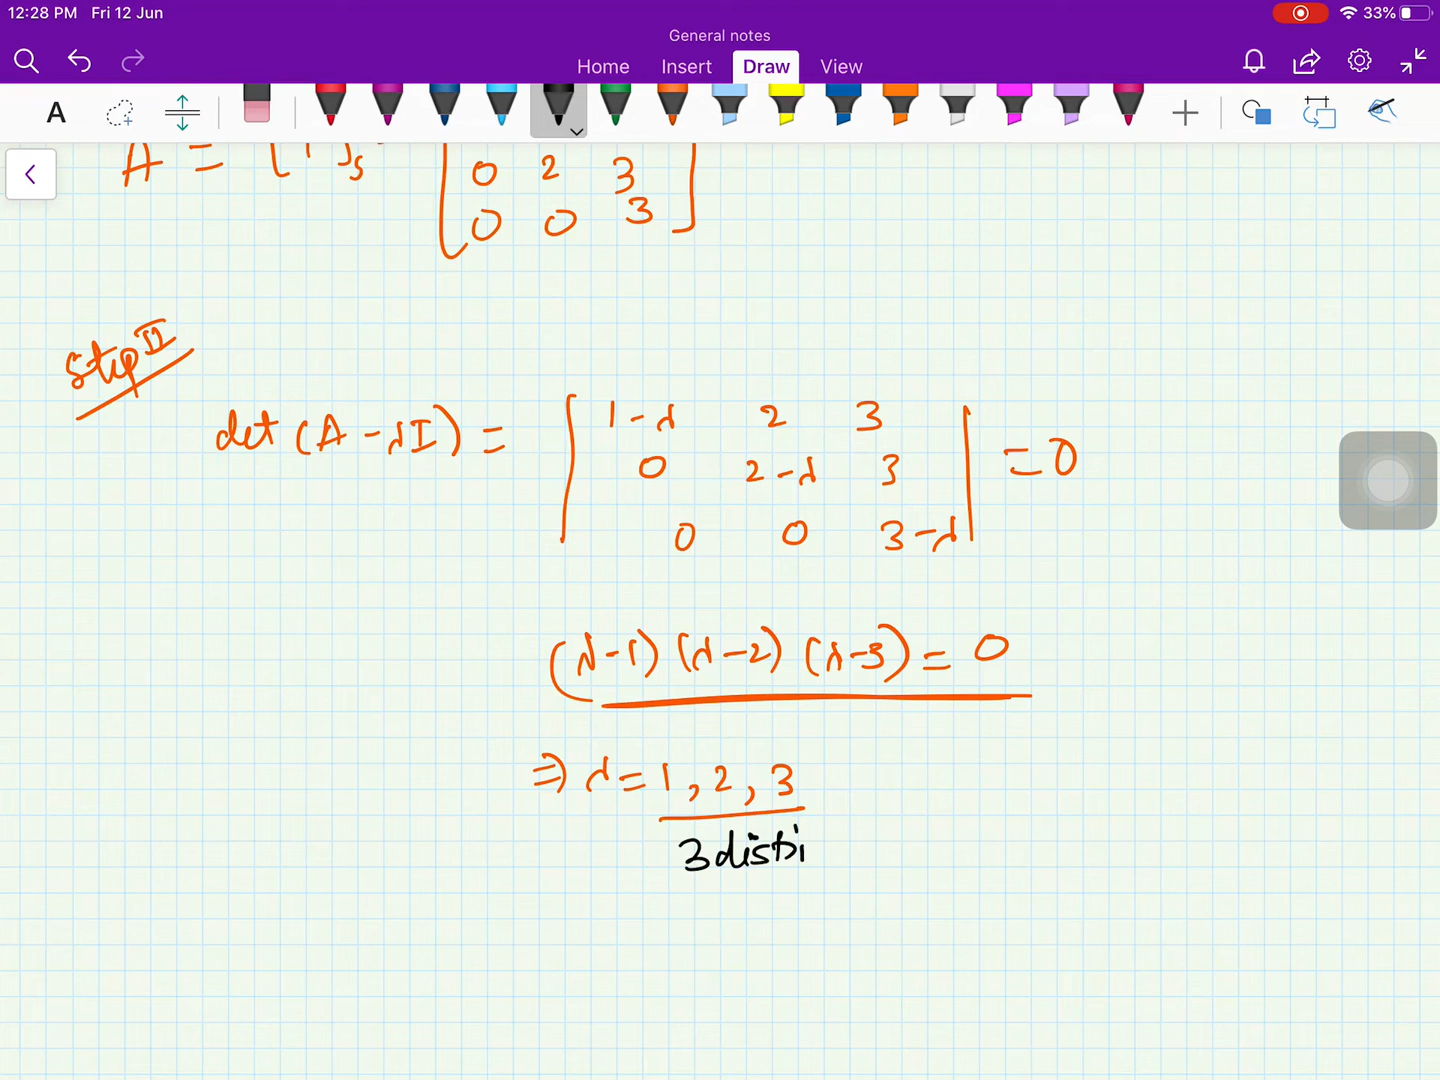 12:28 PM Fri 12 Jun
33%
General notes
Home Insert Draw View
A
A = [T]s
0 2 3
0 0 3
Step II
det (A - λI) = | 1-λ 2 3 | = 0
0 2-λ 3
0 0 3-λ
(λ-1) (λ-2) (λ-3) = 0
⇒ λ = 1, 2, 3
3 disti